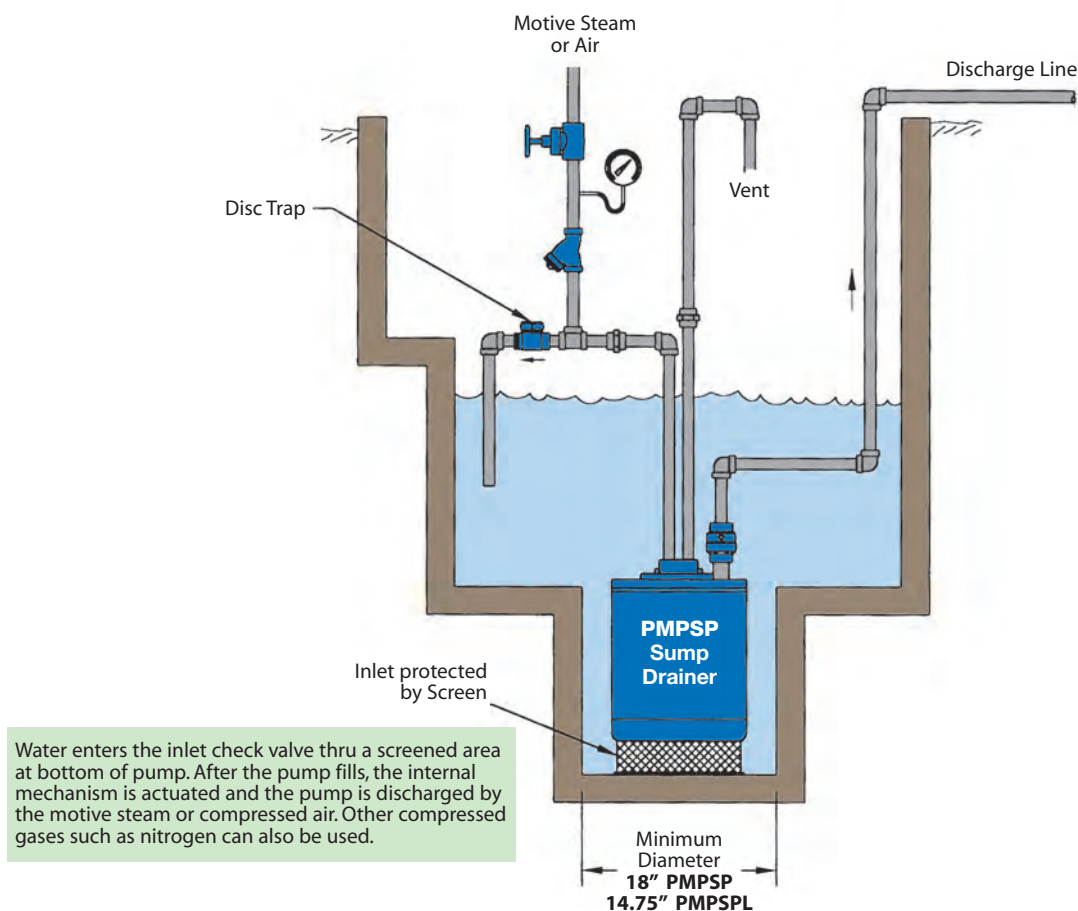 Motive Steam
or Air
Discharge Line
Vent
Disc Trap
PMPSP
Sump
Drainer
Inlet protected
by Screen
Water enters the inlet check valve thru a screened area
at bottom of pump. After the pump fills, the internal
mechanism is actuated and the pump is discharged by
the motive steam or compressed air. Other compressed
gases such as nitrogen can also be used.
Minimum
Diameter
18” PMPSP
14.75” PMPSPL